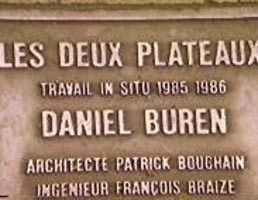 LES DEUX PLATEAUX
TRAVAIL IN SITU 1985 1986
DANIEL BUREN
ARCHITECTE PATRICK BOUCHAIN
INGENIEUR FRANÇOIS BRAIZE